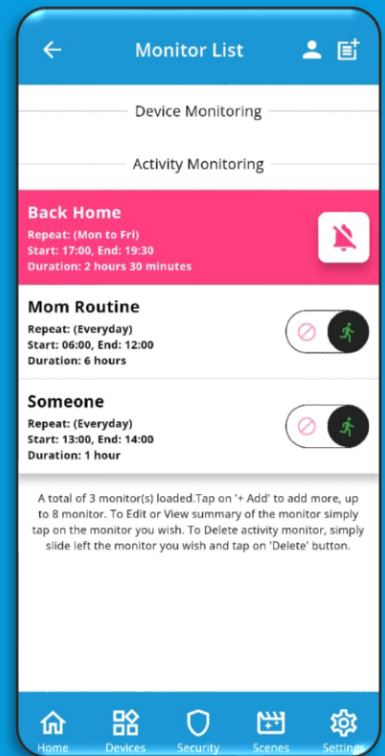 Monitor List
Device Monitoring
Activity Monitoring
Back Home
Repeat: (Mon to Fri)
Start: 17:00, End: 19:30
Duration: 2 hours 30 minutes
Mom Routine
Repeat: (Everyday)
Start: 06:00, End: 12:00
Duration: 6 hours
Someone
Repeat: (Everyday)
Start: 13:00, End: 14:00
Duration: 1 hour
A total of 3 monitor(s) loaded.Tap on '+ Add' to add more, up
to 8 monitor. To Edit or View summary of the monitor simply
tap on the monitor you wish. To Delete activity monitor, simply
slide left the monitor you wish and tap on 'Delete' button.
Home Devices Security Scenes Settings